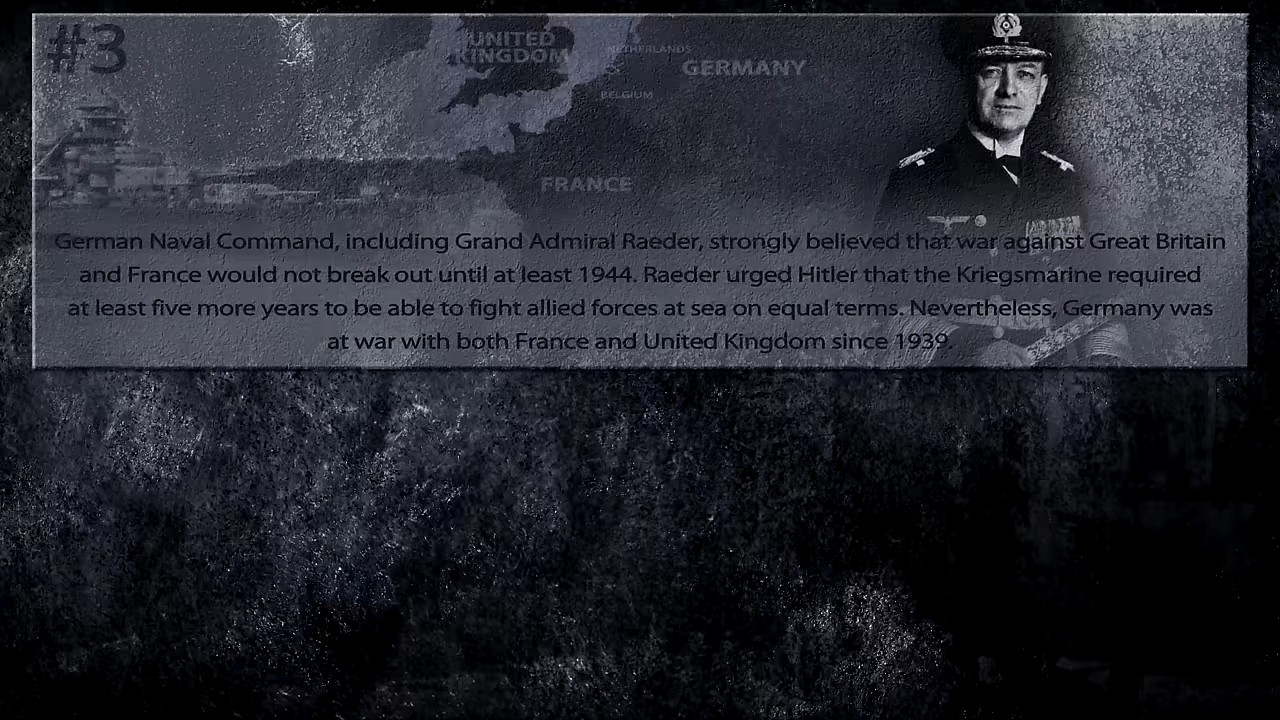 #3
UNITED
KINGDOM
NETHERLANDS
GERMANY
BELGIUM
FRANCE
German Naval Command, including Grand Admiral Raeder, strongly believed that war against Great Britain
and France would not break out until at least 1944. Raeder urged Hitler that the Kriegsmarine required
at least five more years to be able to fight allied forces at sea on equal terms. Nevertheless, Germany was
at war with both France and United Kingdom since 1939.